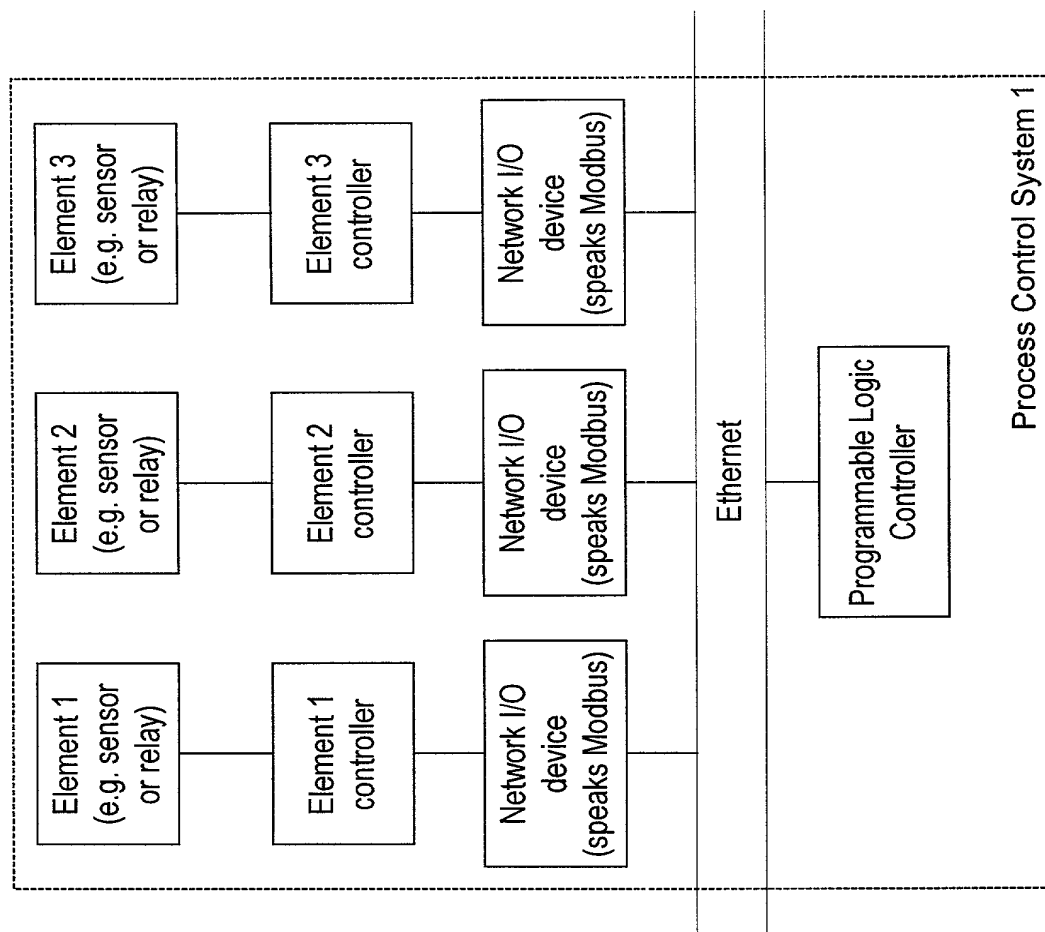 Element 1
(e.g. sensor
or relay)
Element 2
(e.g. sensor
or relay)
Element 3
(e.g. sensor
or relay)
Element 1
controller
Element 2
controller
Element 3
controller
Network I/O
device
(speaks Modbus)
Network I/O
device
(speaks Modbus)
Network I/O
device
(speaks Modbus)
Ethernet
Programmable Logic
Controller
Process Control System 1